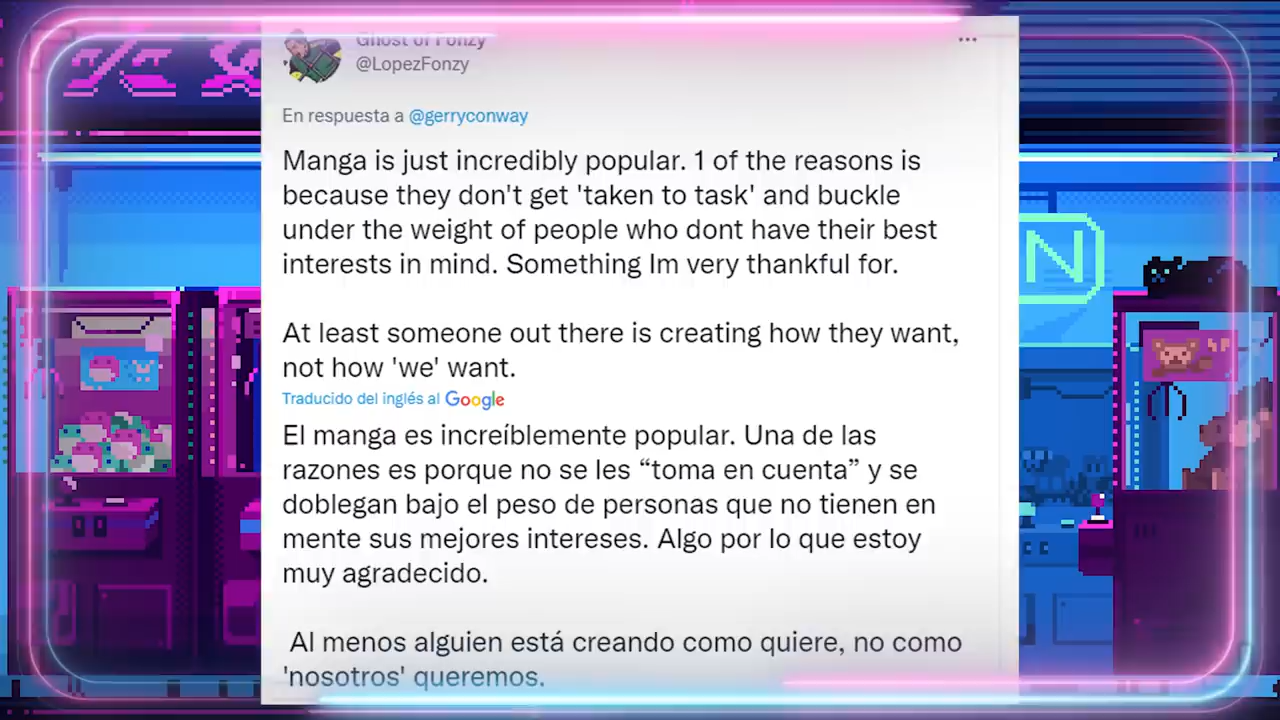 Ghost of Fonzy
@LopezFonzy
En respuesta a @gerryconway
Manga is just incredibly popular. 1 of the reasons is
because they don't get 'taken to task' and buckle
under the weight of people who dont have their best
interests in mind. Something Im very thankful for.
At least someone out there is creating how they want,
not how 'we' want.
Traducido del inglés al Google
El manga es increíblemente popular. Una de las
razones es porque no se les “toma en cuenta” y se
doblegan bajo el peso de personas que no tienen en
mente sus mejores intereses. Algo por lo que estoy
muy agradecido.
Al menos alguien está creando como quiere, no como
'nosotros' queremos.